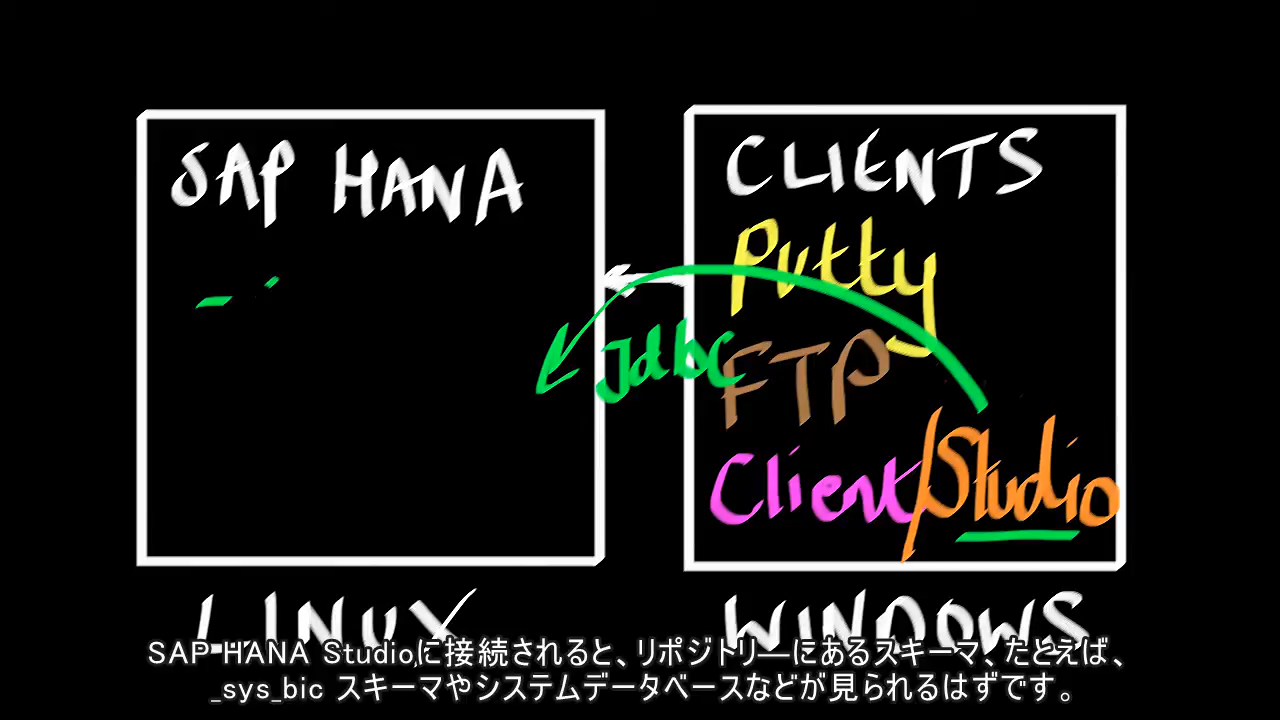 SAP HANA
CLIENTS
Putty
FTP
Jdbc
Client/Studio
LINUX
WINDOWS
SAP HANA Studioに接続されると、リポジトリーにあるスキーマ、たとえば、
_sys_bic スキーマやシステムデータベースなどが見られるはずです。